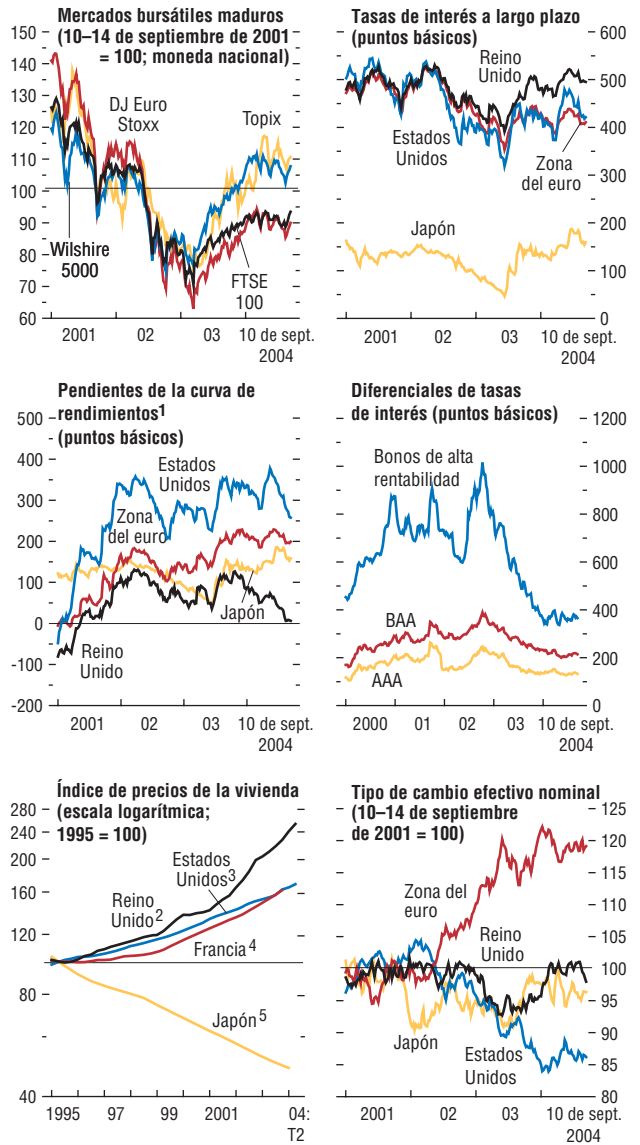 Mercados bursátiles maduros
(10–14 de septiembre de 2001
= 100; moneda nacional)
150
140
130
120
110
100
90
80
70
60
DJ Euro
Stoxx
Topix
Wilshire
5000
FTSE
100
2001
02
03
10 de sept.
2004
Tasas de interés a largo plazo
(puntos básicos)
600
500
400
300
200
100
0
Reino
Unido
Estados
Unidos
Zona
del euro
Japón
2001
02
03
10 de sept.
2004
Pendientes de la curva de
rendimientos1
(puntos básicos)
500
400
300
200
100
0
-100
-200
Estados
Unidos
Zona
del euro
Japón
Reino
Unido
2001
02
03
10 de sept.
2004
Diferenciales de tasas
de interés (puntos básicos)
1200
1000
800
600
400
200
0
Bonos de alta
rentabilidad
BAA
AAA
2000
01
02
03
10 de sept.
2004
Índice de precios de la vivienda
(escala logarítmica;
1995 = 100)
280
240
200
160
120
80
40
Estados
Unidos3
Reino
Unido2
Francia4
Japón5
1995
97
99
2001
04:
T2
Tipo de cambio efectivo nominal
(10–14 de septiembre
de 2001 = 100)
125
120
115
110
105
100
95
90
85
80
Zona del
euro
Reino
Unido
Japón
Estados
Unidos
2001
02
03
10 de sept.
2004